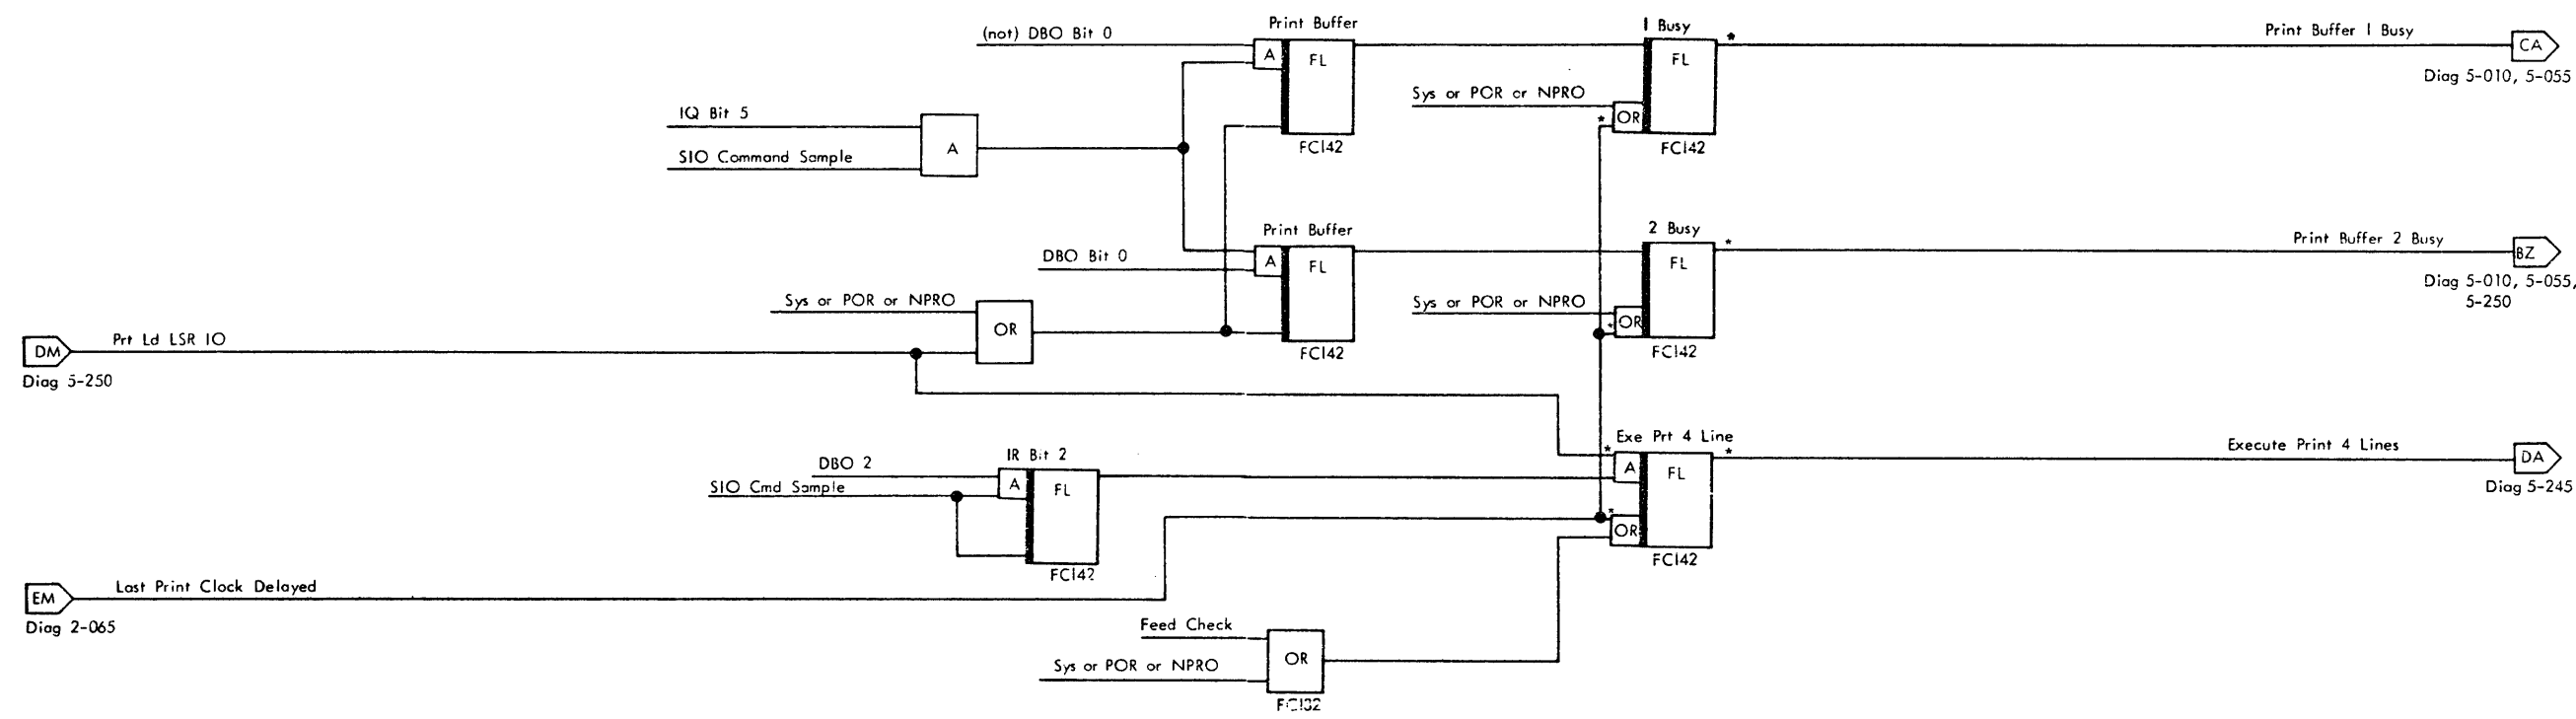 Print Buffer
1 Busy
(not) DBO Bit 0
A
FL
FL
*
Print Buffer 1 Busy
CA
Diag 5-010, 5-055
Sys or POR or NPRO
IQ Bit 5
* OR
A
SIO Command Sample
FC142
FC142
Print Buffer
2 Busy
DBO Bit 0
A
FL
FL
*
Print Buffer 2 Busy
BZ
Diag 5-010, 5-055,
5-250
Sys or POR or NPRO
Sys or POR or NPRO
OR
* OR
DM
Prt Ld LSR IO
FC142
FC142
Diag 5-250
Exe Prt 4 Line
*
*
Execute Print 4 Lines
DA
Diag 5-245
IR Bit 2
DBO 2
A
FL
A
FL
SIO Cmd Sample
*
OR
FC142
FC142
EM
Last Print Clock Delayed
Diag 2-065
Feed Check
OR
Sys or POR or NPRO